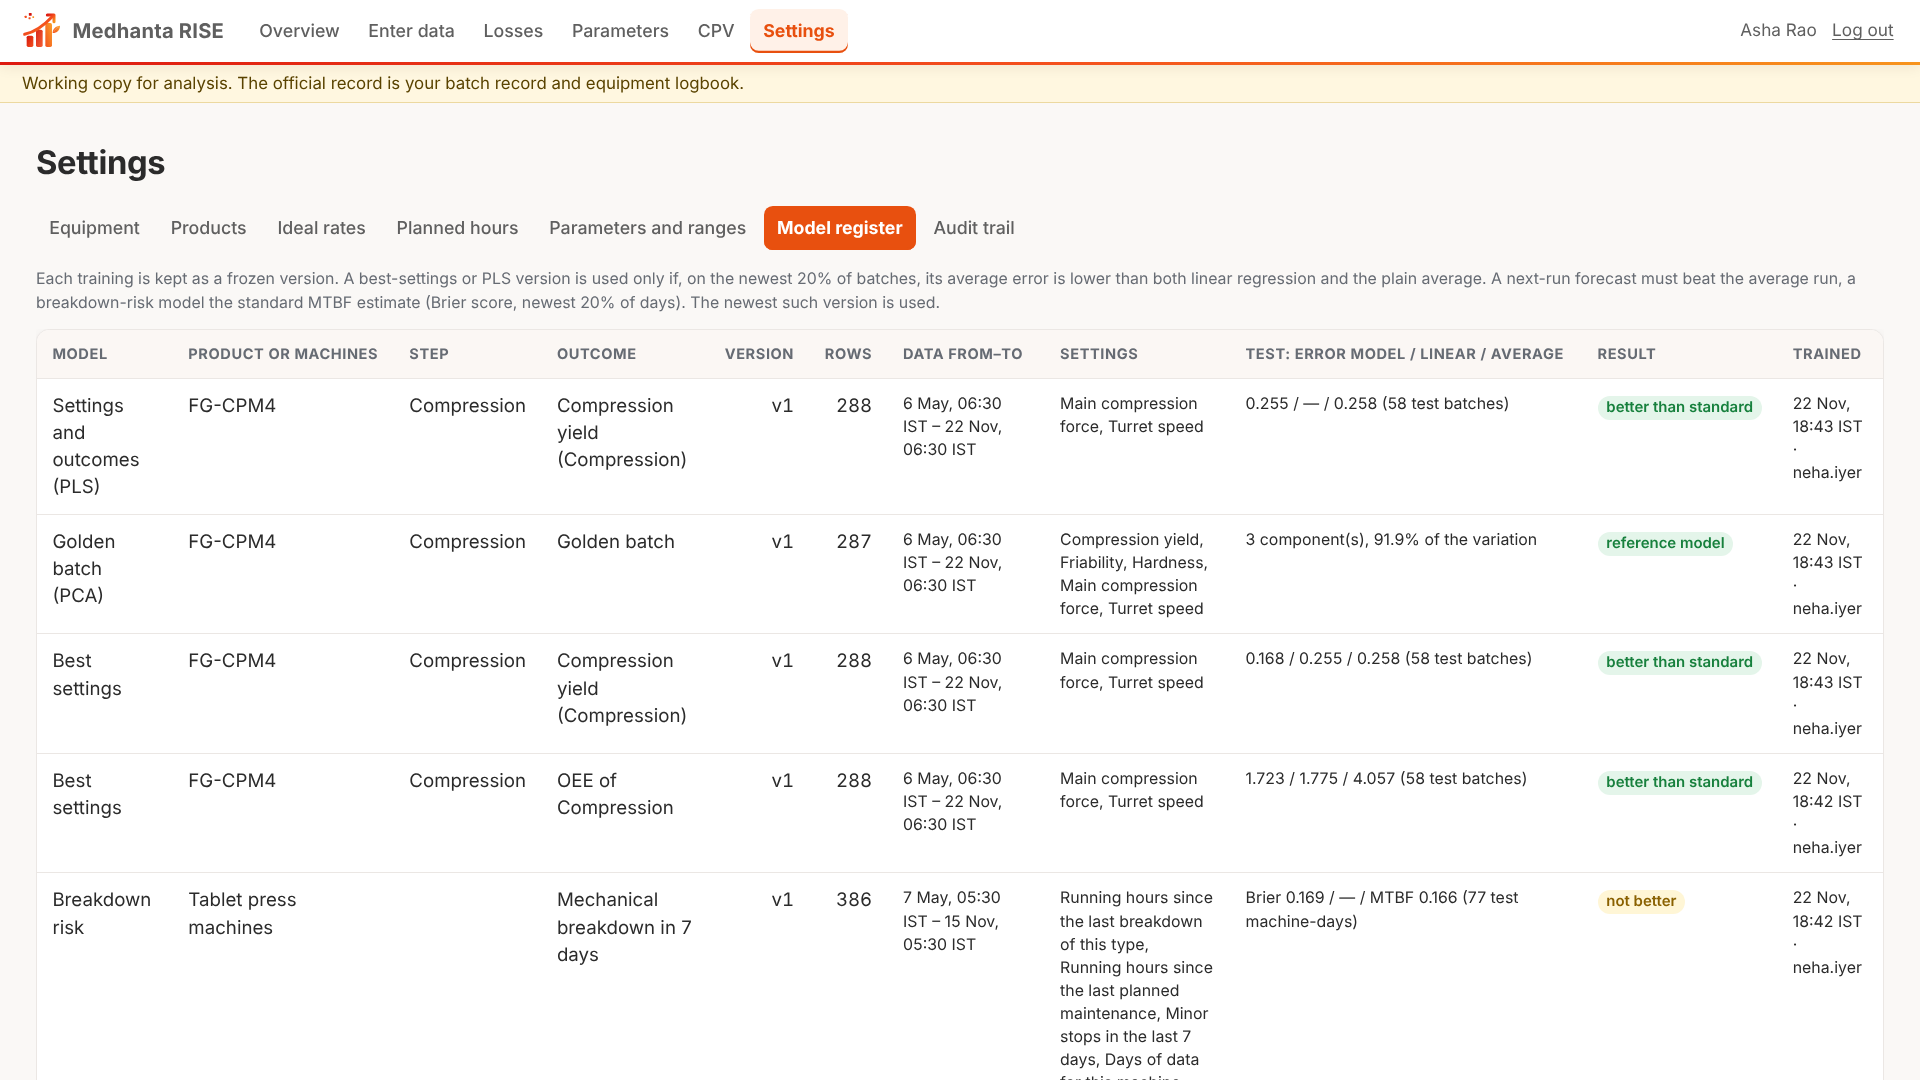 Medhanta RISE Overview Enter data Losses Parameters CPV Settings Asha Rao Log out
Working copy for analysis. The official record is your batch record and equipment logbook.
Settings
Equipment Products Ideal rates Planned hours Parameters and ranges Model register Audit trail
Each training is kept as a frozen version. A best-settings or PLS version is used only if, on the newest 20% of batches, its average error is lower than both linear regression and the plain average. A next-run forecast must beat the average run, a
breakdown-risk model the standard MTBF estimate (Brier score, newest 20% of days). The newest such version is used.
MODEL PRODUCT OR MACHINES STEP OUTCOME VERSION ROWS DATA FROM–TO SETTINGS TEST: ERROR MODEL / LINEAR / AVERAGE RESULT TRAINED
Settings FG-CPM4 Compression Compression v1 288 6 May, 06:30 Main compression 0.255 / — / 0.258 (58 test batches) better than standard 22 Nov,
and yield IST – 22 Nov, force, Turret speed 18:43 IST
outcomes (Compression) 06:30 IST ·
(PLS) neha.iyer
Golden FG-CPM4 Compression Golden batch v1 287 6 May, 06:30 Compression yield, 3 component(s), 91.9% of the variation reference model 22 Nov,
batch IST – 22 Nov, Friability, Hardness, 18:43 IST
(PCA) 06:30 IST Main compression ·
force, Turret speed neha.iyer
Best FG-CPM4 Compression Compression v1 288 6 May, 06:30 Main compression 0.168 / 0.255 / 0.258 (58 test batches) better than standard 22 Nov,
settings yield IST – 22 Nov, force, Turret speed 18:43 IST
(Compression) 06:30 IST ·
neha.iyer
Best FG-CPM4 Compression OEE of v1 288 6 May, 06:30 Main compression 1.723 / 1.775 / 4.057 (58 test batches) better than standard 22 Nov,
settings Compression IST – 22 Nov, force, Turret speed 18:42 IST
06:30 IST ·
neha.iyer
Breakdown Tablet press Mechanical v1 386 7 May, 05:30 Running hours since Brier 0.169 / — / MTBF 0.166 (77 test not better 22 Nov,
risk machines breakdown in 7 IST – 15 Nov, the last breakdown machine-days) 18:42 IST
days 05:30 IST of this type, ·
Running hours since neha.iyer
the last planned
maintenance, Minor
stops in the last 7
days, Days of data